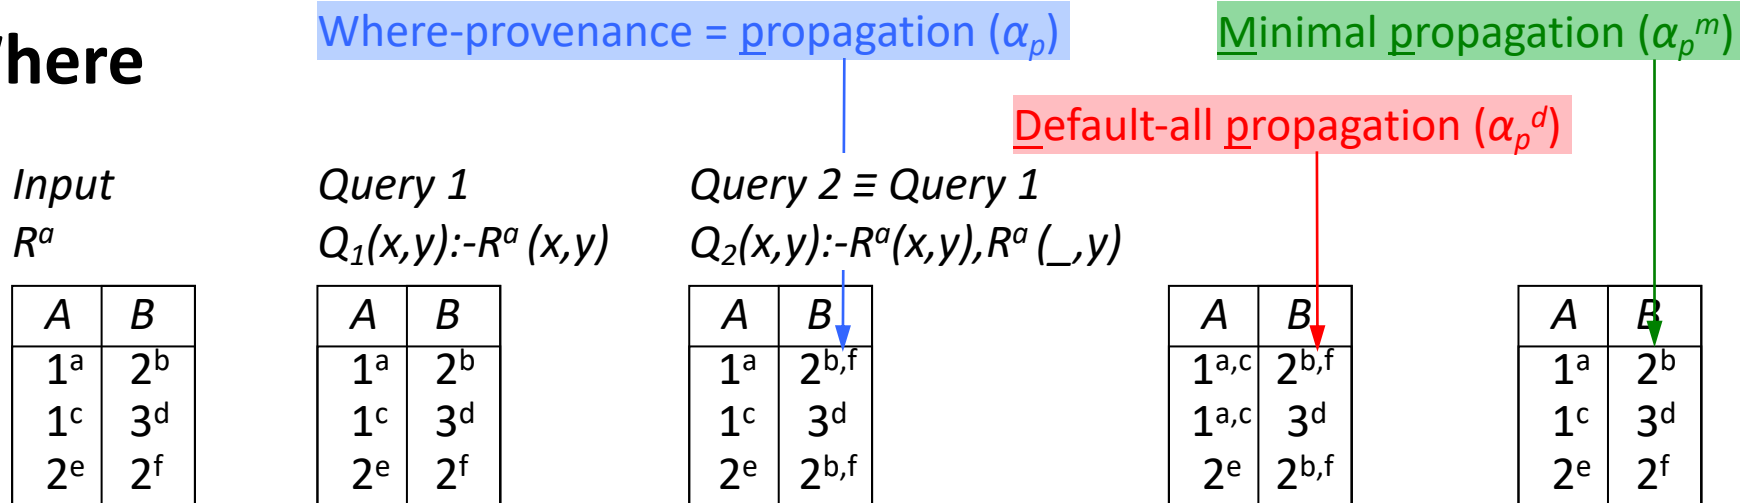 Where-provenance = propagation (αₚ)
Minimal propagation (αₚᵐ)
here
Default-all propagation (αₚᵈ)
Input
Query 1
Query 2 ≡ Query 1
Rᵃ
Q₁(x,y):-Rᵃ (x,y)
Q₂(x,y):-Rᵃ(x,y),Rᵃ (_,y)
A B
1ᵃ 2ᵇ
1ᶜ 3ᵈ
2ᵉ 2ᶠ
A B
1ᵃ 2ᵇ
1ᶜ 3ᵈ
2ᵉ 2ᶠ
A B
1ᵃ 2ᵇ,ᶠ
1ᶜ 3ᵈ
2ᵉ 2ᵇ,ᶠ
A B
1ᵃ,ᶜ 2ᵇ,ᶠ
1ᵃ,ᶜ 3ᵈ
2ᵉ 2ᵇ,ᶠ
A B
1ᵃ 2ᵇ
1ᶜ 3ᵈ
2ᵉ 2ᶠ